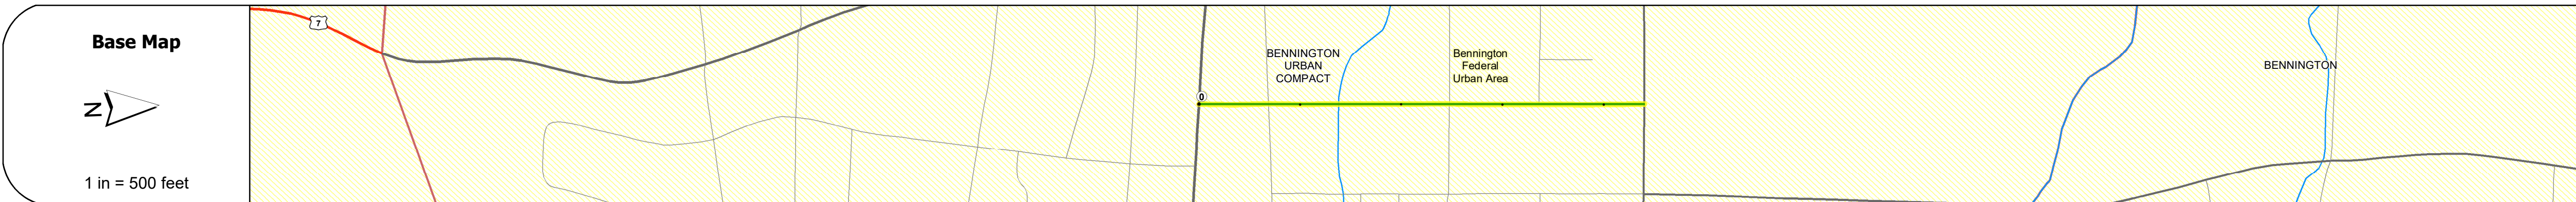 Base Map
N
1 in = 500 feet
7
0
BENNINGTON
URBAN
COMPACT
Bennington
Federal
Urban Area
BENNINGTON